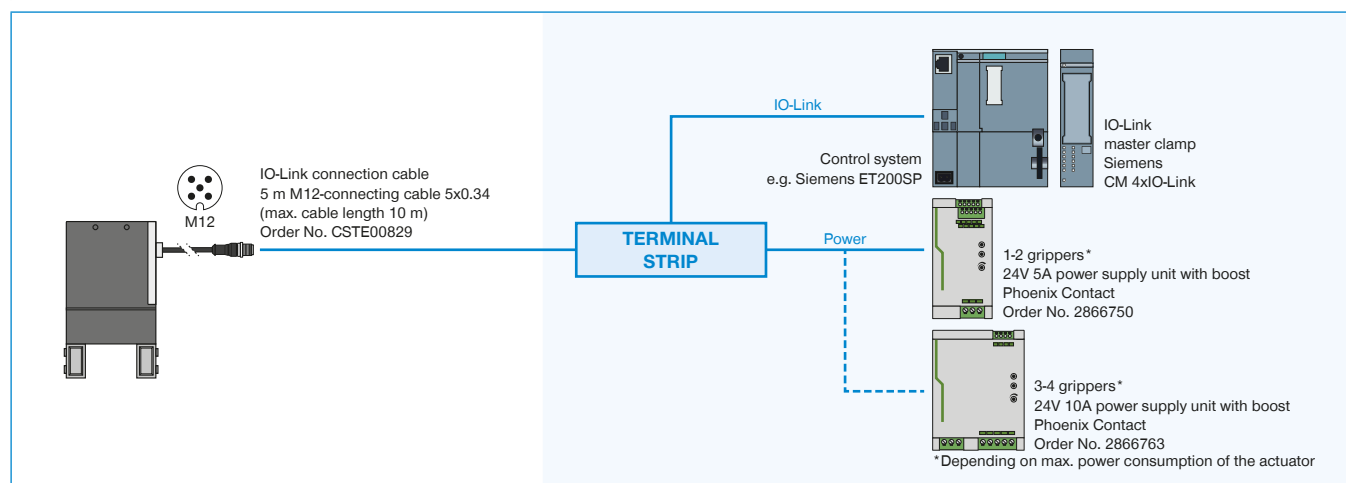 M12
IO-Link connection cable
5 m M12-connecting cable 5x0.34
(max. cable length 10 m)
Order No. CSTE00829
TERMINAL
STRIP
IO-Link
Control system
e.g. Siemens ET200SP
IO-Link
master clamp
Siemens
CM 4xIO-Link
Power
1-2 grippers*
24V 5A power supply unit with boost
Phoenix Contact
Order No. 2866750
3-4 grippers*
24V 10A power supply unit with boost
Phoenix Contact
Order No. 2866763
*Depending on max. power consumption of the actuator